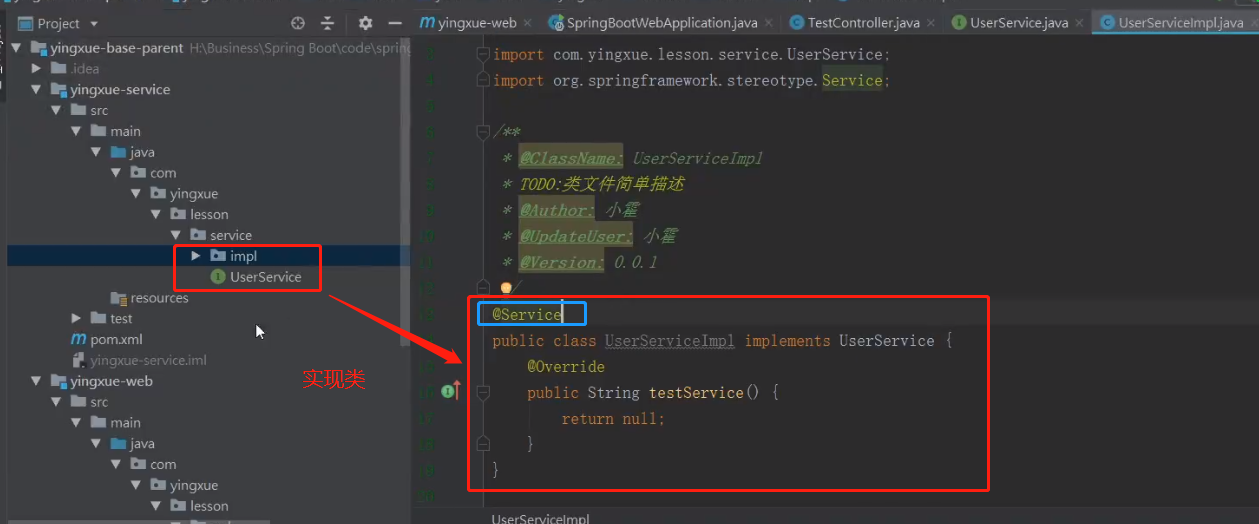 Project
yingxue-web
SpringBootWebApplication.java
TestController.java
UserService.java
UserServiceImpl.java
yingxue-base-parent H:\Business\Spring Boot\code\spring
.idea
yingxue-service
src
main
java
com
yingxue
lesson
service
impl
UserService
resources
test
pom.xml
yingxue-service.iml
yingxue-web
src
main
java
com
yingxue
lesson
import com.yingxue.lesson.service.UserService;
import org.springframework.stereotype.Service;
/**
* @ClassName: UserServiceImpl
* TODO:类文件简单描述
* @Author: 小霍
* @UpdateUser: 小霍
* @Version: 0.0.1
*/
@Service
public class UserServiceImpl implements UserService {
@Override
public String testService() {
return null;
}
}
实现类
UserServiceImpl